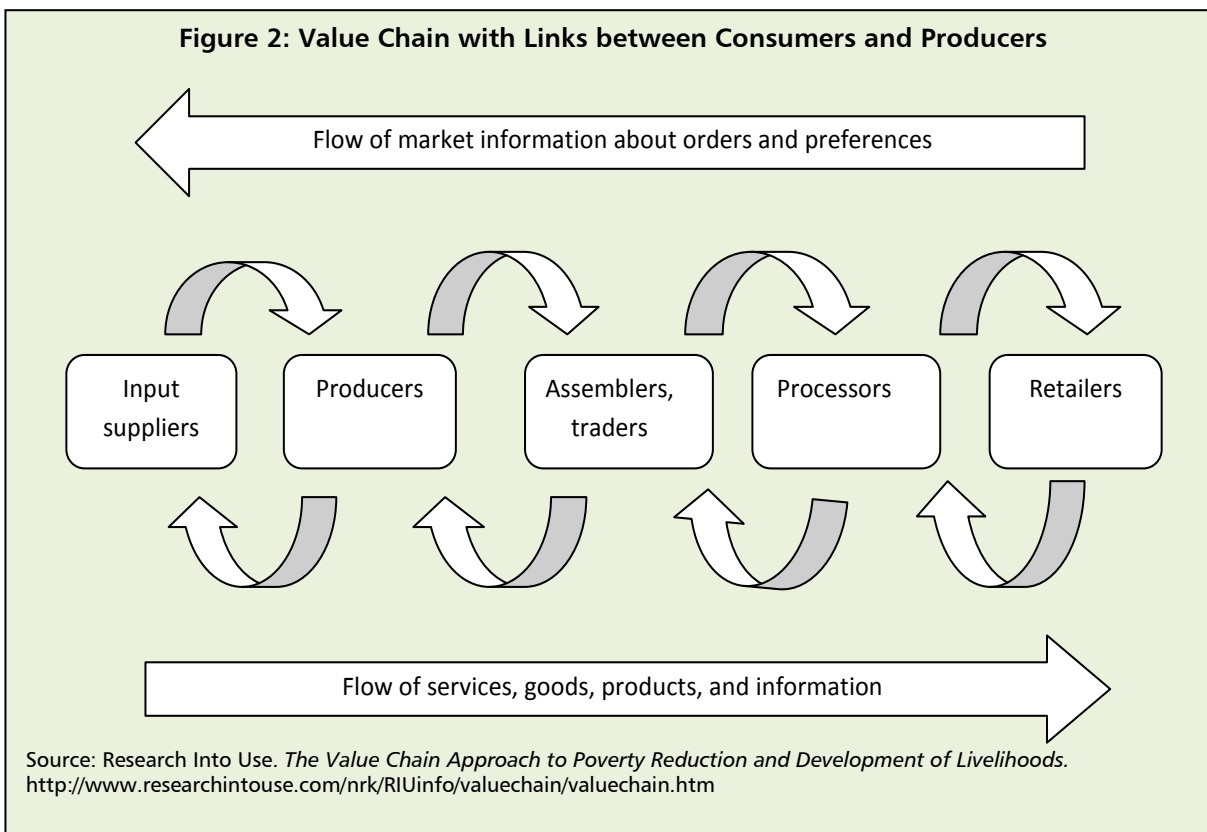 Figure 2: Value Chain with Links between Consumers and Producers
Flow of market information about orders and preferences
Input
suppliers
Producers
Assemblers,
traders
Processors
Retailers
Flow of services, goods, products, and information
Source: Research Into Use. The Value Chain Approach to Poverty Reduction and Development of Livelihoods.
http://www.researchintouse.com/nrk/RIUinfo/valuechain/valuechain.htm